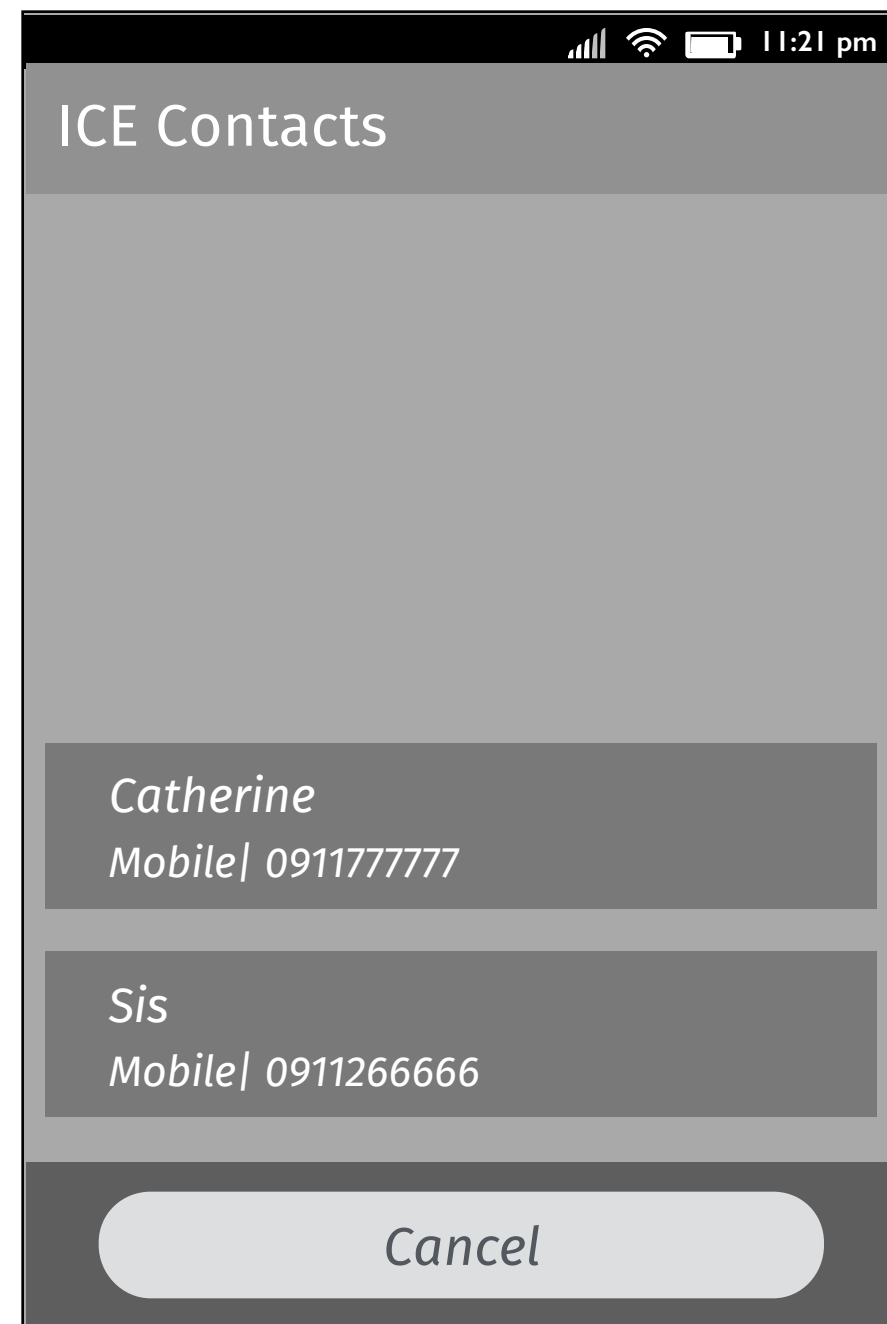 11:21 pm
ICE Contacts
Catherine
Mobile| 0911777777
Sis
Mobile| 0911266666
Cancel